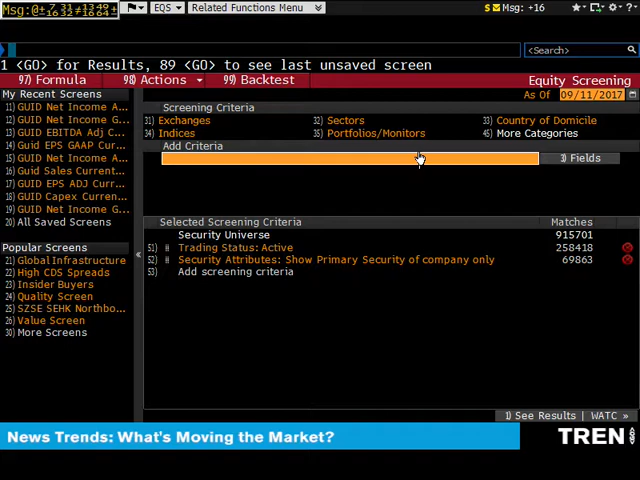 EQS
Related Functions Menu
Msg: +16
<Search>
1 <GO> for Results, 89 <GO> to see last unsaved screen
97) Formula
98) Actions
99) Backtest
Equity Screening
As Of 09/11/2017
My Recent Screens
11) GUID Net Income A...
12) GUID Net Income G...
13) GUID EBITDA Adj C...
14) Guid EPS GAAP Cur...
15) GUID Net Income A...
16) Guid Sales Current...
17) GUID EPS ADJ Curr...
18) GUID Capex Curren...
19) GUID Net Income G...
20) All Saved Screens
Popular Screens
21) Global Infrastructure
22) High CDS Spreads
23) Insider Buyers
24) Quality Screen
25) SZSE SEHK Northbo...
26) Value Screen
30) More Screens
Screening Criteria
31) Exchanges
32) Sectors
33) Country of Domicile
34) Indices
35) Portfolios/Monitors
45) More Categories
Add Criteria
3) Fields
Selected Screening Criteria
Matches
Security Universe
915701
51) Trading Status: Active
258418
52) Security Attributes: Show Primary Security of company only
69863
53) Add screening criteria
1) See Results
WATC »
News Trends: What's Moving the Market?
TREN